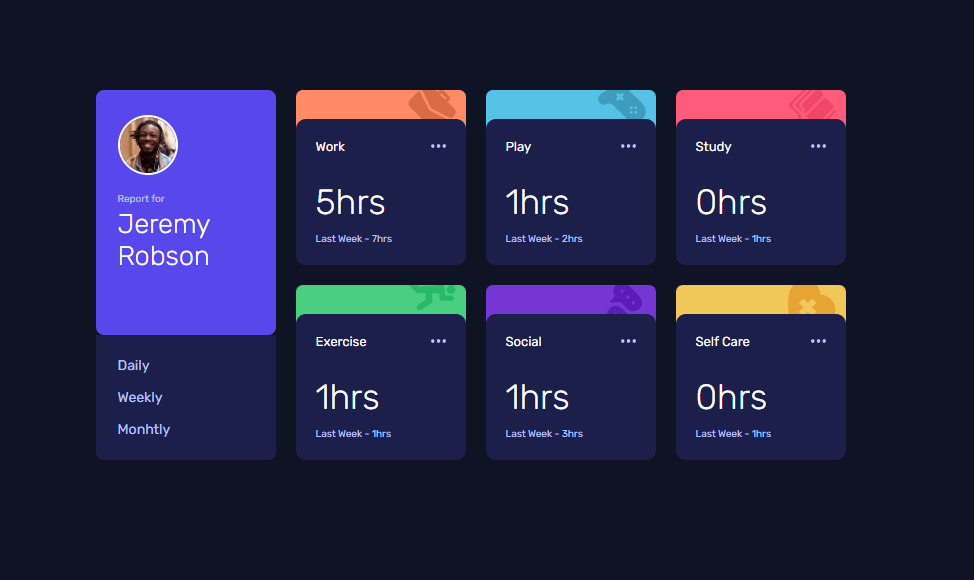 Report for
Jeremy
Robson
Daily
Weekly
Monhtly
Work
5hrs
Last Week - 7hrs
Play
1hrs
Last Week - 2hrs
Study
0hrs
Last Week - 1hrs
Exercise
1hrs
Last Week - 1hrs
Social
1hrs
Last Week - 3hrs
Self Care
0hrs
Last Week - 1hrs